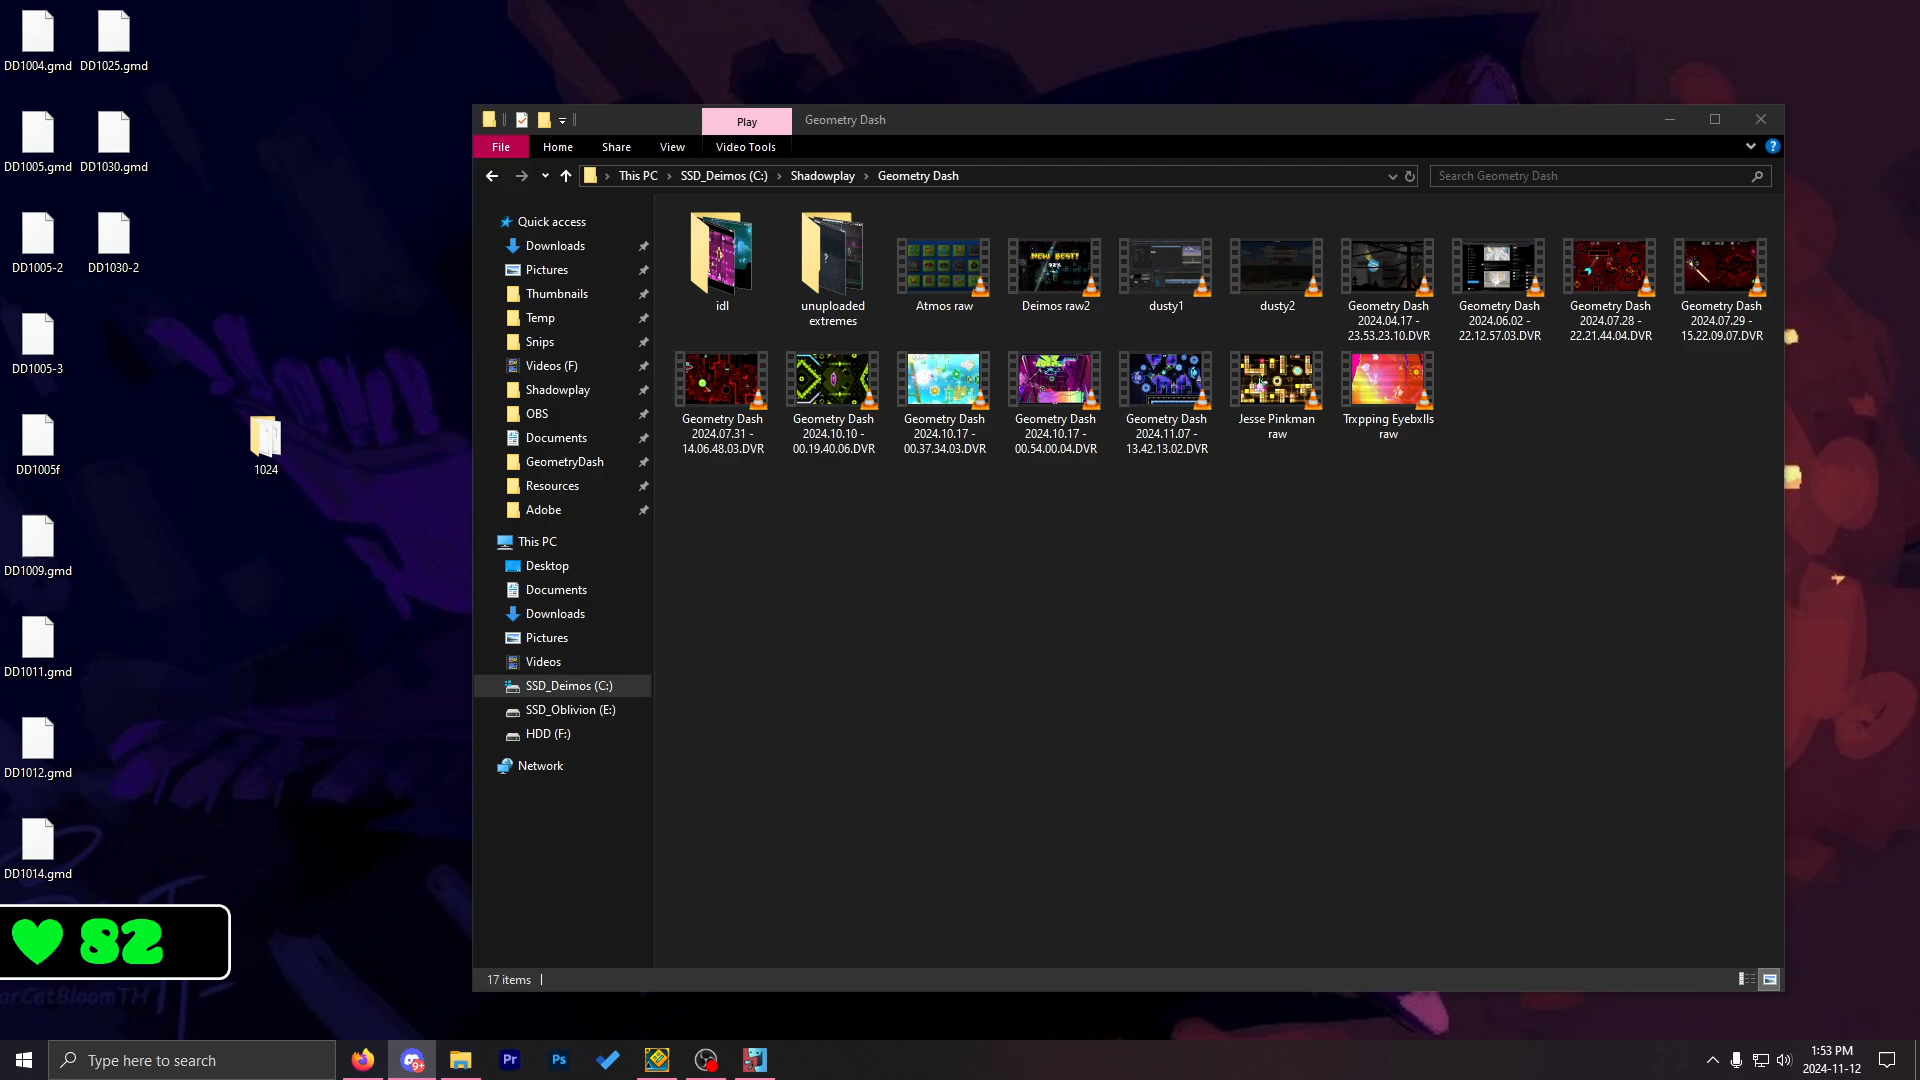 DD1004.gmd
DD1025.gmd
DD1005.gmd
DD1030.gmd
DD1005-2
DD1030-2
DD1005-3
DD1005f
1024
DD1009.gmd
DD1011.gmd
DD1012.gmd
DD1014.gmd
82
Play
Geometry Dash
File
Home
Share
View
Video Tools
This PC
SSD_Deimos (C:)
Shadowplay
Geometry Dash
Search Geometry Dash
Quick access
Downloads
Pictures
Thumbnails
Temp
Snips
Videos (F)
Shadowplay
OBS
Documents
GeometryDash
Resources
Adobe
This PC
Desktop
Documents
Downloads
Pictures
Videos
SSD_Deimos (C:)
SSD_Oblivion (E:)
HDD (F:)
Network
idl
unuploaded
extremes
Atmos raw
NEW BEST!
92%
Deimos raw2
dusty1
dusty2
Geometry Dash
2024.04.17 -
23.53.23.10.DVR
Geometry Dash
2024.06.02 -
22.12.57.03.DVR
Geometry Dash
2024.07.28 -
22.21.44.04.DVR
Geometry Dash
2024.07.29 -
15.22.09.07.DVR
Geometry Dash
2024.07.31 -
14.06.48.03.DVR
Geometry Dash
2024.10.10 -
00.19.40.06.DVR
Geometry Dash
2024.10.17 -
00.37.34.03.DVR
Geometry Dash
2024.10.17 -
00.54.00.04.DVR
Geometry Dash
2024.11.07 -
13.42.13.02.DVR
Jesse Pinkman
raw
Trxpping Eyebxlls
raw
17 items
Type here to search
9+
Pr
Ps
1:53 PM
2024-11-12